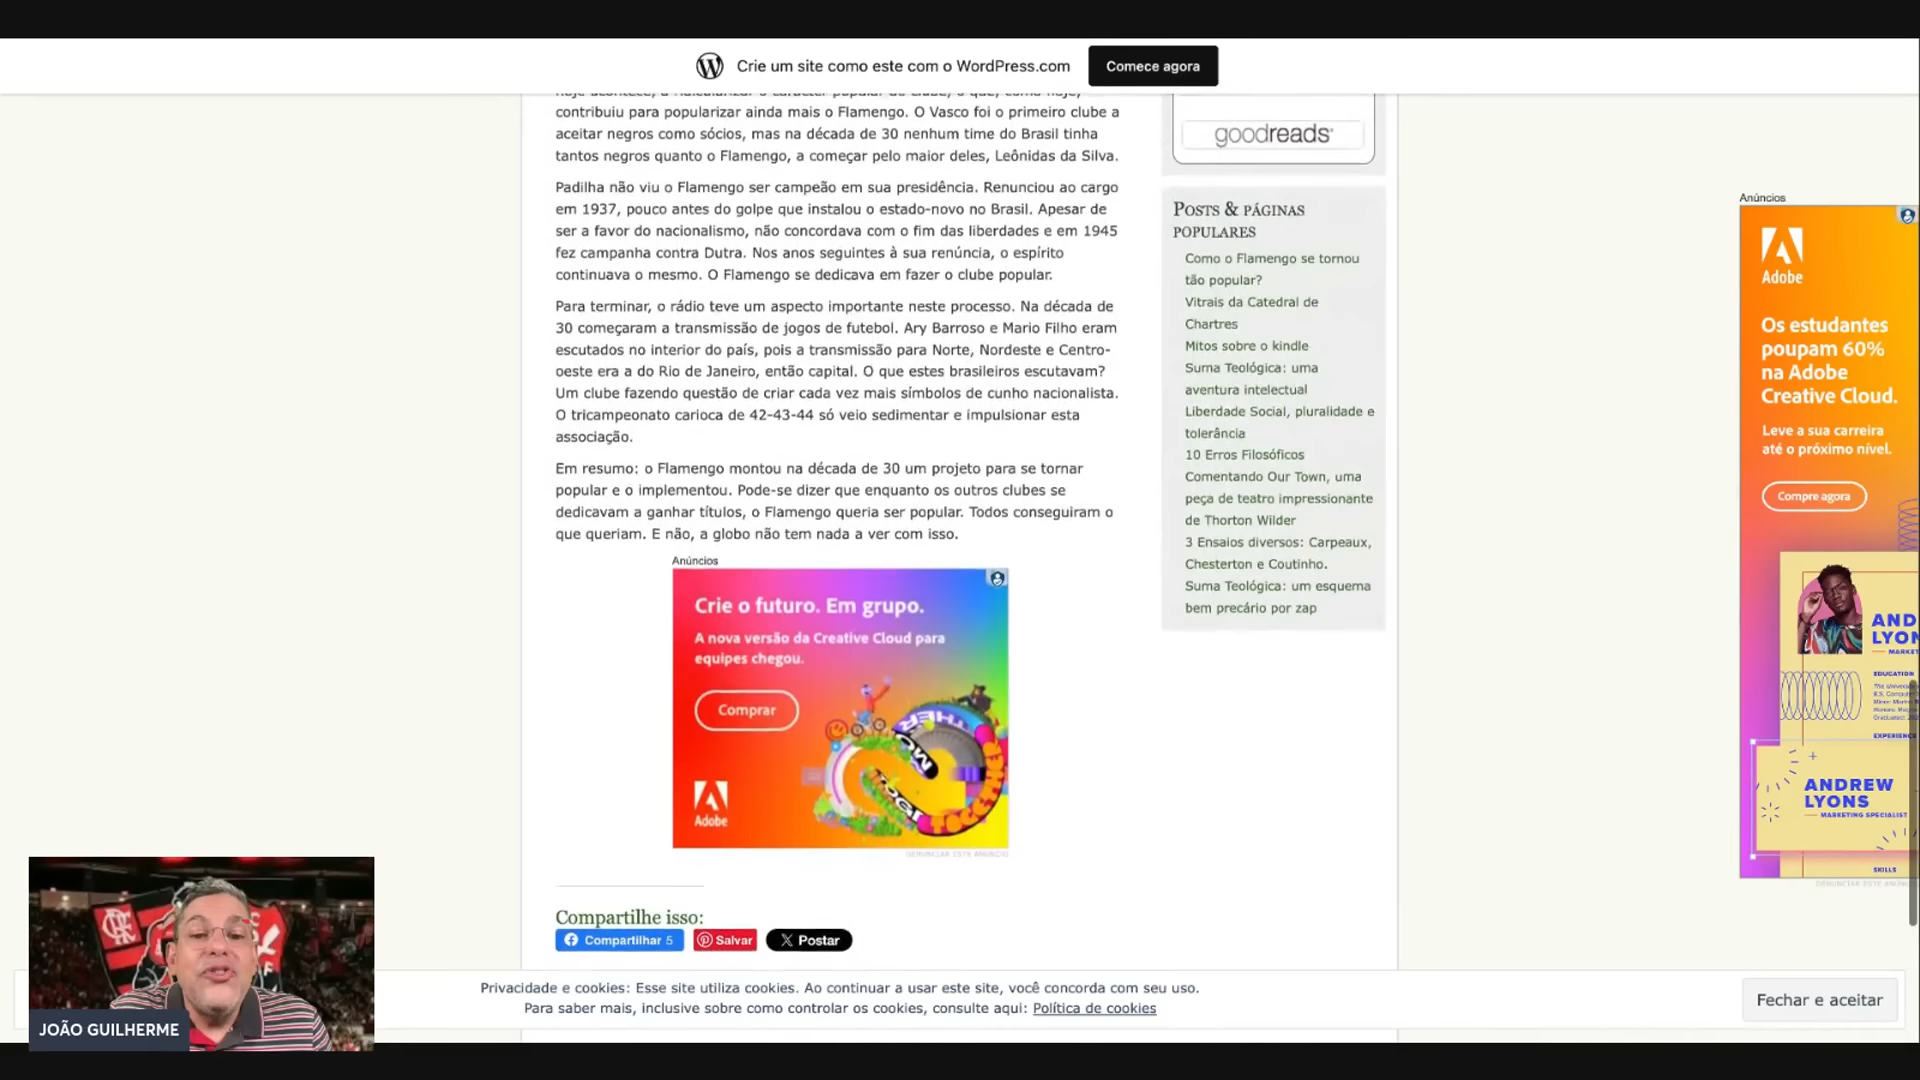 Crie um site como este com o WordPress.com
Comece agora
contribuiu para popularizar ainda mais o Flamengo. O Vasco foi o primeiro clube a
aceitar negros como sócios, mas na década de 30 nenhum time do Brasil tinha
tantos negros quanto o Flamengo, a começar pelo maior deles, Leônidas da Silva.
Padilha não viu o Flamengo ser campeão em sua presidência. Renunciou ao cargo
em 1937, pouco antes do golpe que instalou o estado-novo no Brasil. Apesar de
ser a favor do nacionalismo, não concordava com o fim das liberdades e em 1945
fez campanha contra Dutra. Nos anos seguintes à sua renúncia, o espírito
continuava o mesmo. O Flamengo se dedicava em fazer o clube popular.
Para terminar, o rádio teve um aspecto importante neste processo. Na década de
30 começaram a transmissão de jogos de futebol. Ary Barroso e Mario Filho eram
escutados no interior do país, pois a transmissão para Norte, Nordeste e Centro-
oeste era a do Rio de Janeiro, então capital. O que estes brasileiros escutavam?
Um clube fazendo questão de criar cada vez mais símbolos de cunho nacionalista.
O tricampeonato carioca de 42-43-44 só veio sedimentar e impulsionar esta
associação.
Em resumo: o Flamengo montou na década de 30 um projeto para se tornar
popular e o implementou. Pode-se dizer que enquanto os outros clubes se
dedicavam a ganhar títulos, o Flamengo queria ser popular. Todos conseguiram o
que queriam. E não, a globo não tem nada a ver com isso.
Anúncios
Crie o futuro. Em grupo.
A nova versão da Creative Cloud para
equipes chegou.
Comprar
Adobe
DENUNCIAR ESTE ANÚNCIO
Compartilhe isso:
Compartilhar 5
Salvar
Postar
goodreads
Posts & páginas
populares
Como o Flamengo se tornou
tão popular?
Vitrais da Catedral de
Chartres
Mitos sobre o kindle
Suma Teológica: uma
aventura intelectual
Liberdade Social, pluralidade e
tolerância
10 Erros Filosóficos
Comentando Our Town, uma
peça de teatro impressionante
de Thorton Wilder
3 Ensaios diversos: Carpeaux,
Chesterton e Coutinho.
Suma Teológica: um esquema
bem precário por zap
Anúncios
Adobe
Os estudantes
poupam 60%
na Adobe
Creative Cloud.
Leve a sua carreira
até o próximo nível.
Compre agora
AND
LYON
MARKET
EDUCATION
EXPERIENCE
ANDREW
LYONS
MARKETING SPECIALIST
SKILLS
JOÃO GUILHERME
Privacidade e cookies: Esse site utiliza cookies. Ao continuar a usar este site, você concorda com seu uso.
Para saber mais, inclusive sobre como controlar os cookies, consulte aqui: Política de cookies
Fechar e aceitar